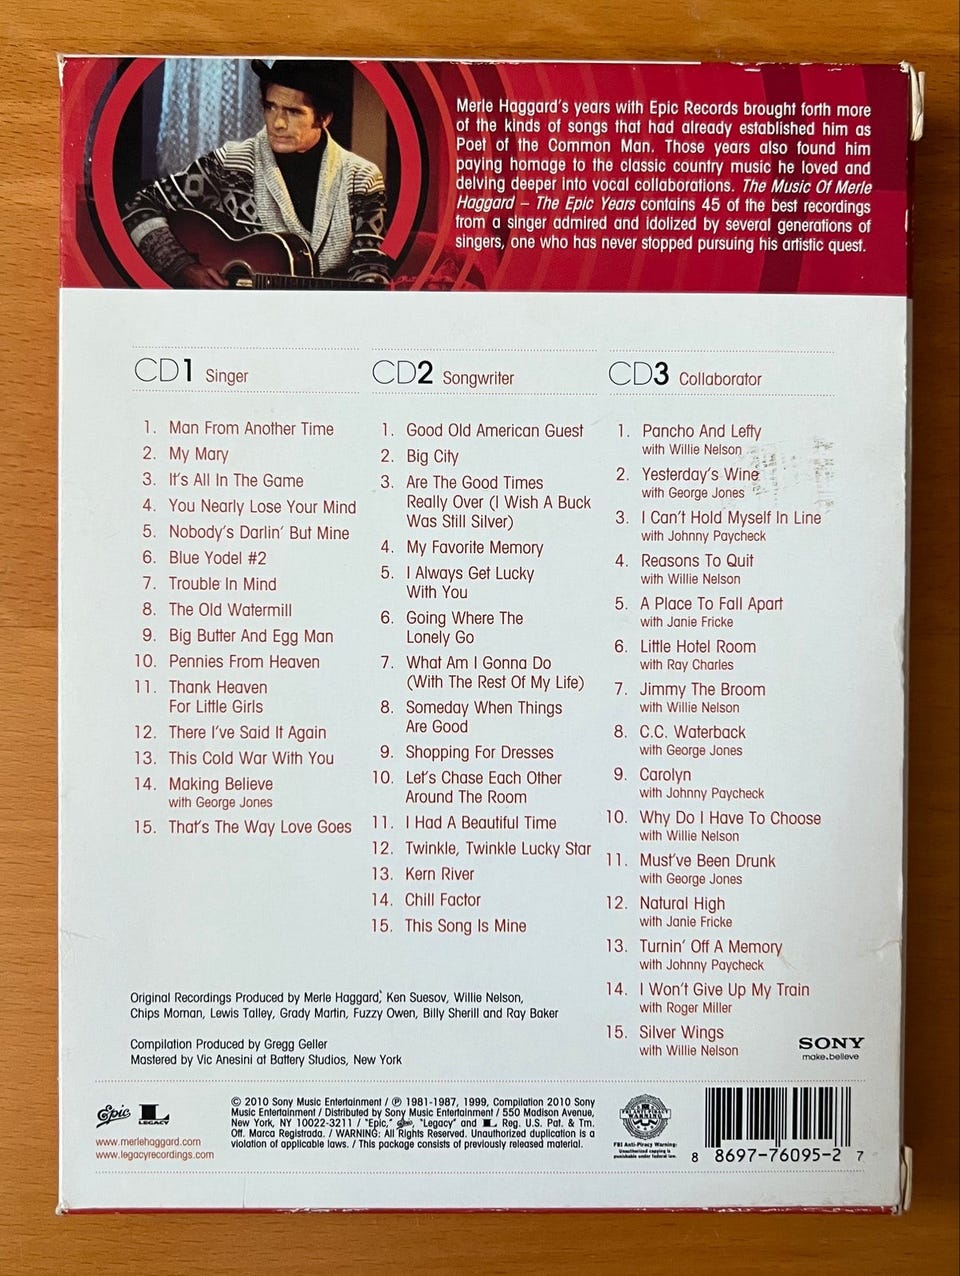 Merle Haggard's years with Epic Records brought forth more
of the kinds of songs that had already established him as
Poet of the Common Man. Those years also found him
paying homage to the classic country music he loved and
delving deeper into vocal collaborations. The Music Of Merle
Haggard – The Epic Years contains 45 of the best recordings
from a singer admired and idolized by several generations of
singers, one who has never stopped pursuing his artistic quest.
CD1 Singer
1. Man From Another Time
2. My Mary
3. It's All In The Game
4. You Nearly Lose Your Mind
5. Nobody's Darlin' But Mine
6. Blue Yodel #2
7. Trouble In Mind
8. The Old Watermill
9. Big Butter And Egg Man
10. Pennies From Heaven
11. Thank Heaven
For Little Girls
12. There I've Said It Again
13. This Cold War With You
14. Making Believe
with George Jones
15. That's The Way Love Goes
CD2 Songwriter
1. Good Old American Guest
2. Big City
3. Are The Good Times
Really Over (I Wish A Buck
Was Still Silver)
4. My Favorite Memory
5. I Always Get Lucky
With You
6. Going Where The
Lonely Go
7. What Am I Gonna Do
(With The Rest Of My Life)
8. Someday When Things
Are Good
9. Shopping For Dresses
10. Let's Chase Each Other
Around The Room
11. I Had A Beautiful Time
12. Twinkle, Twinkle Lucky Star
13. Kern River
14. Chill Factor
15. This Song Is Mine
CD3 Collaborator
1. Pancho And Lefty
with Willie Nelson
2. Yesterday's Wine
with George Jones
3. I Can't Hold Myself In Line
with Johnny Paycheck
4. Reasons To Quit
with Willie Nelson
5. A Place To Fall Apart
with Janie Fricke
6. Little Hotel Room
with Ray Charles
7. Jimmy The Broom
with Willie Nelson
8. C.C. Waterback
with George Jones
9. Carolyn
with Johnny Paycheck
10. Why Do I Have To Choose
with Willie Nelson
11. Must've Been Drunk
with George Jones
12. Natural High
with Janie Fricke
13. Turnin' Off A Memory
with Johnny Paycheck
14. I Won't Give Up My Train
with Roger Miller
15. Silver Wings
with Willie Nelson
Original Recordings Produced by Merle Haggard, Ken Suesov, Willie Nelson,
Chips Moman, Lewis Talley, Grady Martin, Fuzzy Owen, Billy Sherill and Ray Baker
Compilation Produced by Gregg Geller
Mastered by Vic Anesini at Battery Studios, New York
SONY
make.believe
Epic
LEGACY
www.merlehaggard.com
www.legacyrecordings.com
© 2010 Sony Music Entertainment / ℗ 1981-1987, 1999, Compilation 2010 Sony
Music Entertainment / Distributed by Sony Music Entertainment / 550 Madison Avenue,
New York, NY 10022-3211 / "Epic," Epic, "Legacy" and L Reg. U.S. Pat. & Tm.
Off. Marca Registrada. / WARNING: All Rights Reserved. Unauthorized duplication is a
violation of applicable laws. / This package consists of previously released material.
FBI ANTI-PIRACY
WARNING
FBI Anti-Piracy Warning:
Unauthorized copying is
punishable under federal law.
8 8697-76095-2 7